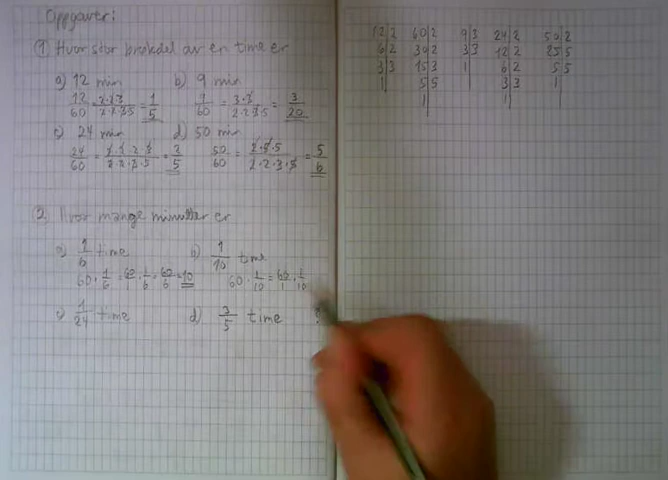 Oppgaver:
① Hvor stor brøkdel av en time er
a) 12 min b) 9 min
12/60 = 2·2·3/2·2·3·5 = 1/5 9/60 = 3·3/2·2·3·5 = 3/20
c) 24 min d) 50 min
24/60 = 2·2·2·3/2·2·3·5 = 2/5 50/60 = 2·5·5/2·2·3·5 = 5/6
② Hvor mange minutter er
a) 1/6 time b) 1/10 time
60 · 1/6 = 60/1 · 1/6 = 60/6 = 10 60 · 1/10 = 60/1 · 1/10
c) 1/24 time d) 3/5 time ?
12|2 60|2 9|3 24|2 50|2
6|2 30|2 3|3 12|2 25|5
3|3 15|3 1| 6|2 5|5
1| 5|5 3|3 1|
1| 1|